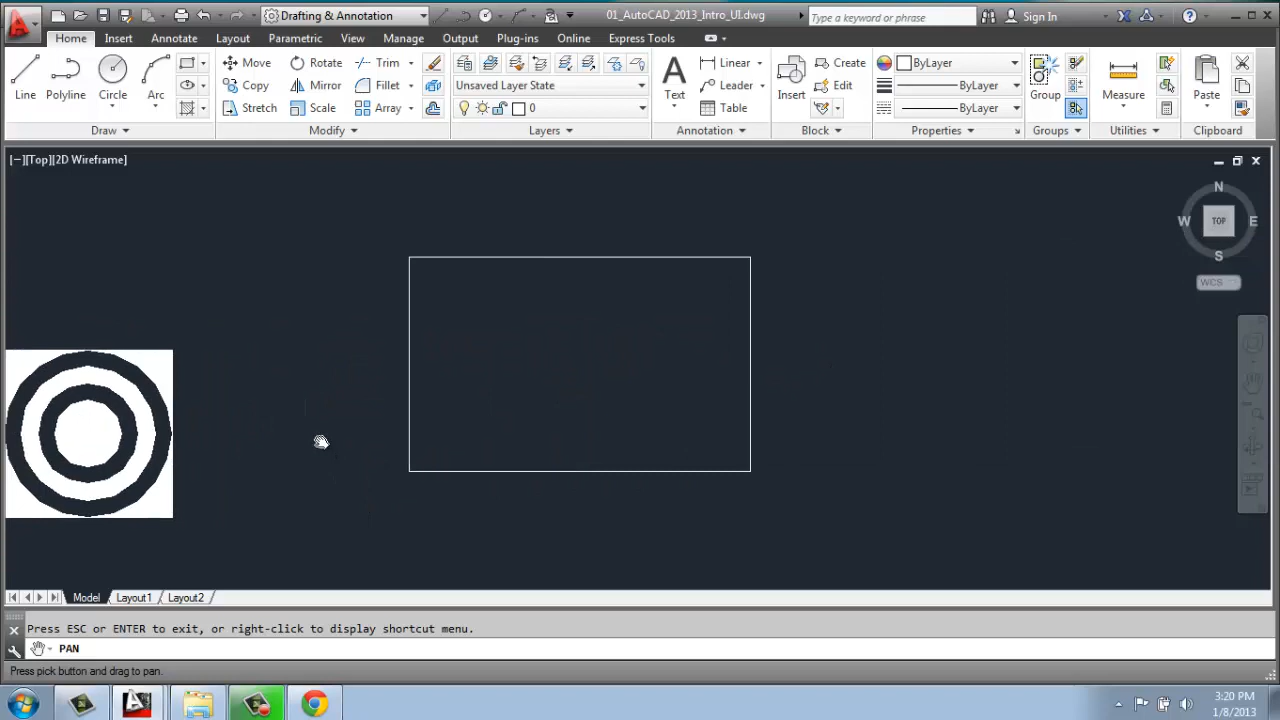 Drafting & Annotation
01_AutoCAD_2013_Intro_UI.dwg
Type a keyword or phrase
Sign In
Home Insert Annotate Layout Parametric View Manage Output Plug-ins Online Express Tools
Line Polyline Circle Arc
Move Rotate Trim
Copy Mirror Fillet
Stretch Scale Array
Unsaved Layer State
0
Text
Linear
Leader
Table
Insert
Create
Edit
ByLayer
ByLayer
ByLayer
Group
Measure
Paste
Draw Modify Layers Annotation Block Properties Groups Utilities Clipboard
[−][Top][2D Wireframe]
N
W TOP E
S
WCS
Model Layout1 Layout2
Press ESC or ENTER to exit, or right-click to display shortcut menu.
PAN
Press pick button and drag to pan.
3:20 PM
1/8/2013